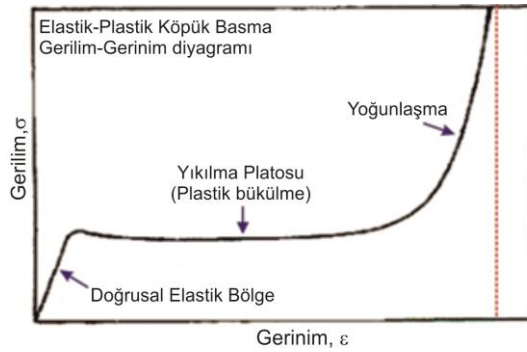 Elastik-Plastik Köpük Basma
Gerilim-Gerinim diyagramı
Yoğunlaşma
Yıkılma Platosu
(Plastik bükülme)
Doğrusal Elastik Bölge
Gerilim,σ
Gerinim, ε